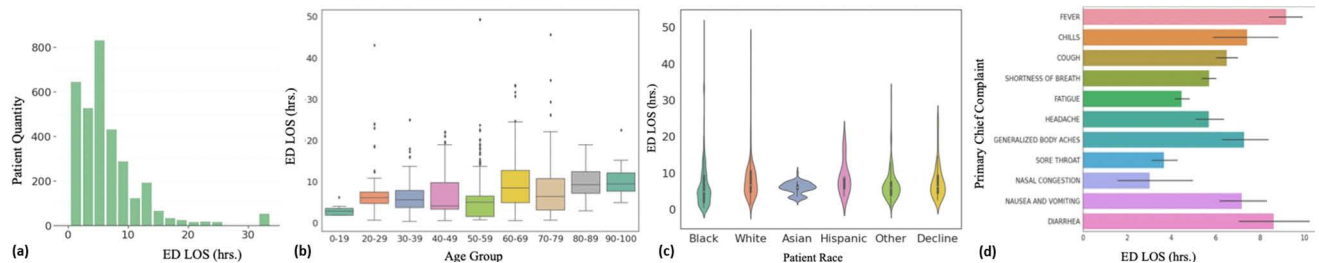 800
600
400
200
0
Patient Quantity
0
10
20
30
(a)
ED LOS (hrs.)
50
40
30
20
10
0
ED LOS (hrs.)
0-19
20-29
30-39
40-49
50-59
60-69
70-79
80-89
90-100
(b)
Age Group
50
40
30
20
10
0
ED LOS (hrs.)
Black
White
Asian
Hispanic
Other
Decline
(c)
Patient Race
Primary Chief Complaint
FEVER
CHILLS
COUGH
SHORTNESS OF BREATH
FATIGUE
HEADACHE
GENERALIZED BODY ACHES
SORE THROAT
NASAL CONGESTION
NAUSEA AND VOMITING
DIARRHEA
0
2
4
6
8
10
(d)
ED LOS (hrs.)